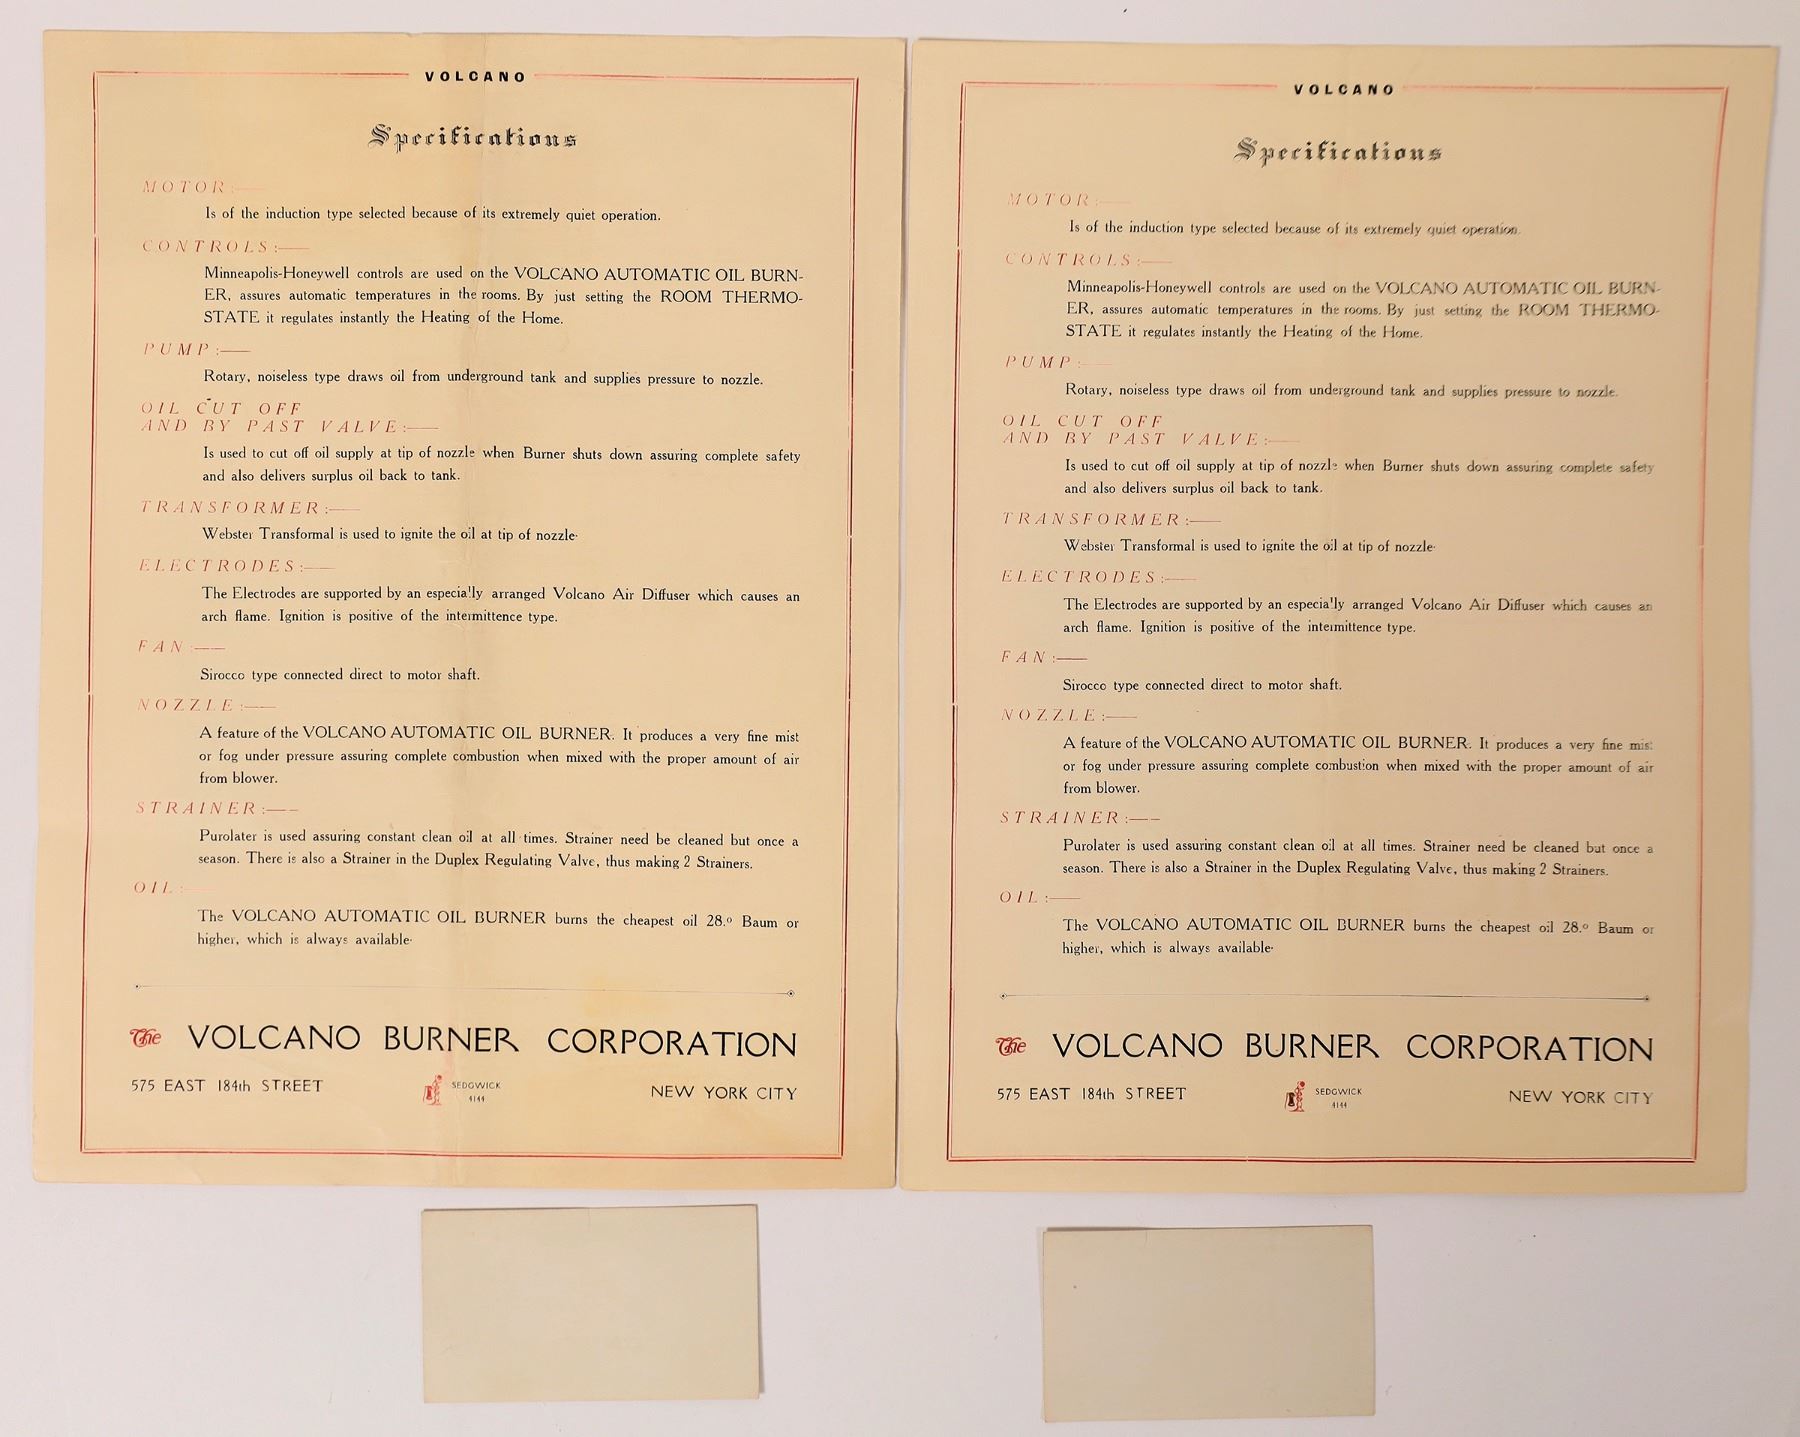 VOLCANO
Specifications
MOTOR:—
Is of the induction type selected because of its extremely quiet operation.
CONTROLS:—
Minneapolis-Honeywell controls are used on the VOLCANO AUTOMATIC OIL BURN-
ER, assures automatic temperatures in the rooms. By just setting the ROOM THERMO-
STATE it regulates instantly the Heating of the Home.
PUMP:—
Rotary, noiseless type draws oil from underground tank and supplies pressure to nozzle.
OIL CUT OFF
AND BY PAST VALVE:—
Is used to cut off oil supply at tip of nozzle when Burner shuts down assuring complete safety
and also delivers surplus oil back to tank.
TRANSFORMER:—
Webster Transformal is used to ignite the oil at tip of nozzle·
ELECTRODES:—
The Electrodes are supported by an especially arranged Volcano Air Diffuser which causes an
arch flame. Ignition is positive of the intermittence type.
FAN:—
Sirocco type connected direct to motor shaft.
NOZZLE:—
A feature of the VOLCANO AUTOMATIC OIL BURNER. It produces a very fine mist
or fog under pressure assuring complete combustion when mixed with the proper amount of air
from blower.
STRAINER:—–
Purolater is used assuring constant clean oil at all times. Strainer need be cleaned but once a
season. There is also a Strainer in the Duplex Regulating Valve, thus making 2 Strainers.
OIL:—
The VOLCANO AUTOMATIC OIL BURNER burns the cheapest oil 28.º Baum or
higher, which is always available·
The VOLCANO BURNER CORPORATION
575 EAST 184th STREET
SEDGWICK
4144
NEW YORK CITY
VOLCANO
Specifications
MOTOR:—
Is of the induction type selected because of its extremely quiet operation.
CONTROLS:—
Minneapolis-Honeywell controls are used on the VOLCANO AUTOMATIC OIL BURN-
ER, assures automatic temperatures in the rooms. By just setting the ROOM THERMO-
STATE it regulates instantly the Heating of the Home.
PUMP:—
Rotary, noiseless type draws oil from underground tank and supplies pressure to nozzle.
OIL CUT OFF
AND BY PAST VALVE:—
Is used to cut off oil supply at tip of nozzle when Burner shuts down assuring complete safety
and also delivers surplus oil back to tank.
TRANSFORMER:—
Webster Transformal is used to ignite the oil at tip of nozzle·
ELECTRODES:—
The Electrodes are supported by an especially arranged Volcano Air Diffuser which causes an
arch flame. Ignition is positive of the intermittence type.
FAN:—
Sirocco type connected direct to motor shaft.
NOZZLE:—
A feature of the VOLCANO AUTOMATIC OIL BURNER. It produces a very fine mist
or fog under pressure assuring complete combustion when mixed with the proper amount of air
from blower.
STRAINER:—–
Purolater is used assuring constant clean oil at all times. Strainer need be cleaned but once a
season. There is also a Strainer in the Duplex Regulating Valve, thus making 2 Strainers.
OIL:—
The VOLCANO AUTOMATIC OIL BURNER burns the cheapest oil 28.º Baum or
higher, which is always available·
The VOLCANO BURNER CORPORATION
575 EAST 184th STREET
SEDGWICK
4144
NEW YORK CITY